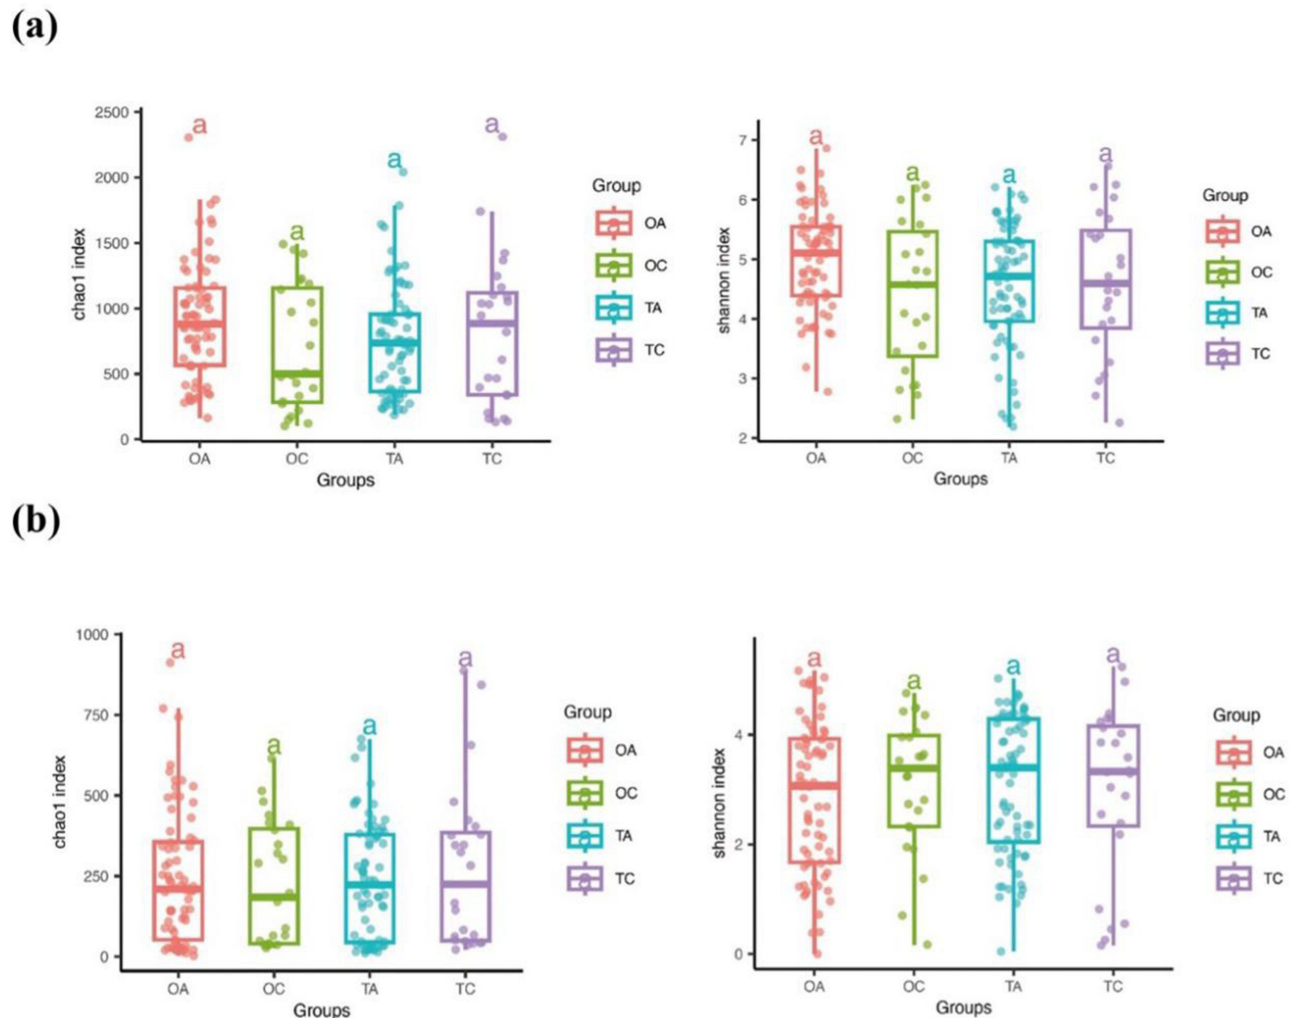 (a)
2500
2000
1500
1000
500
0
chao1 index
a
a
a
a
OA
OC
TA
TC
Groups
Group
a OA
a OC
a TA
a TC
7
6
5
4
3
2
shannon index
a
a
a
a
OA
OC
TA
TC
Groups
Group
a OA
a OC
a TA
a TC
(b)
1000
750
500
250
0
chao1 index
a
a
a
a
OA
OC
TA
TC
Groups
Group
a OA
a OC
a TA
a TC
4
2
0
shannon index
a
a
a
a
OA
OC
TA
TC
Groups
Group
a OA
a OC
a TA
a TC